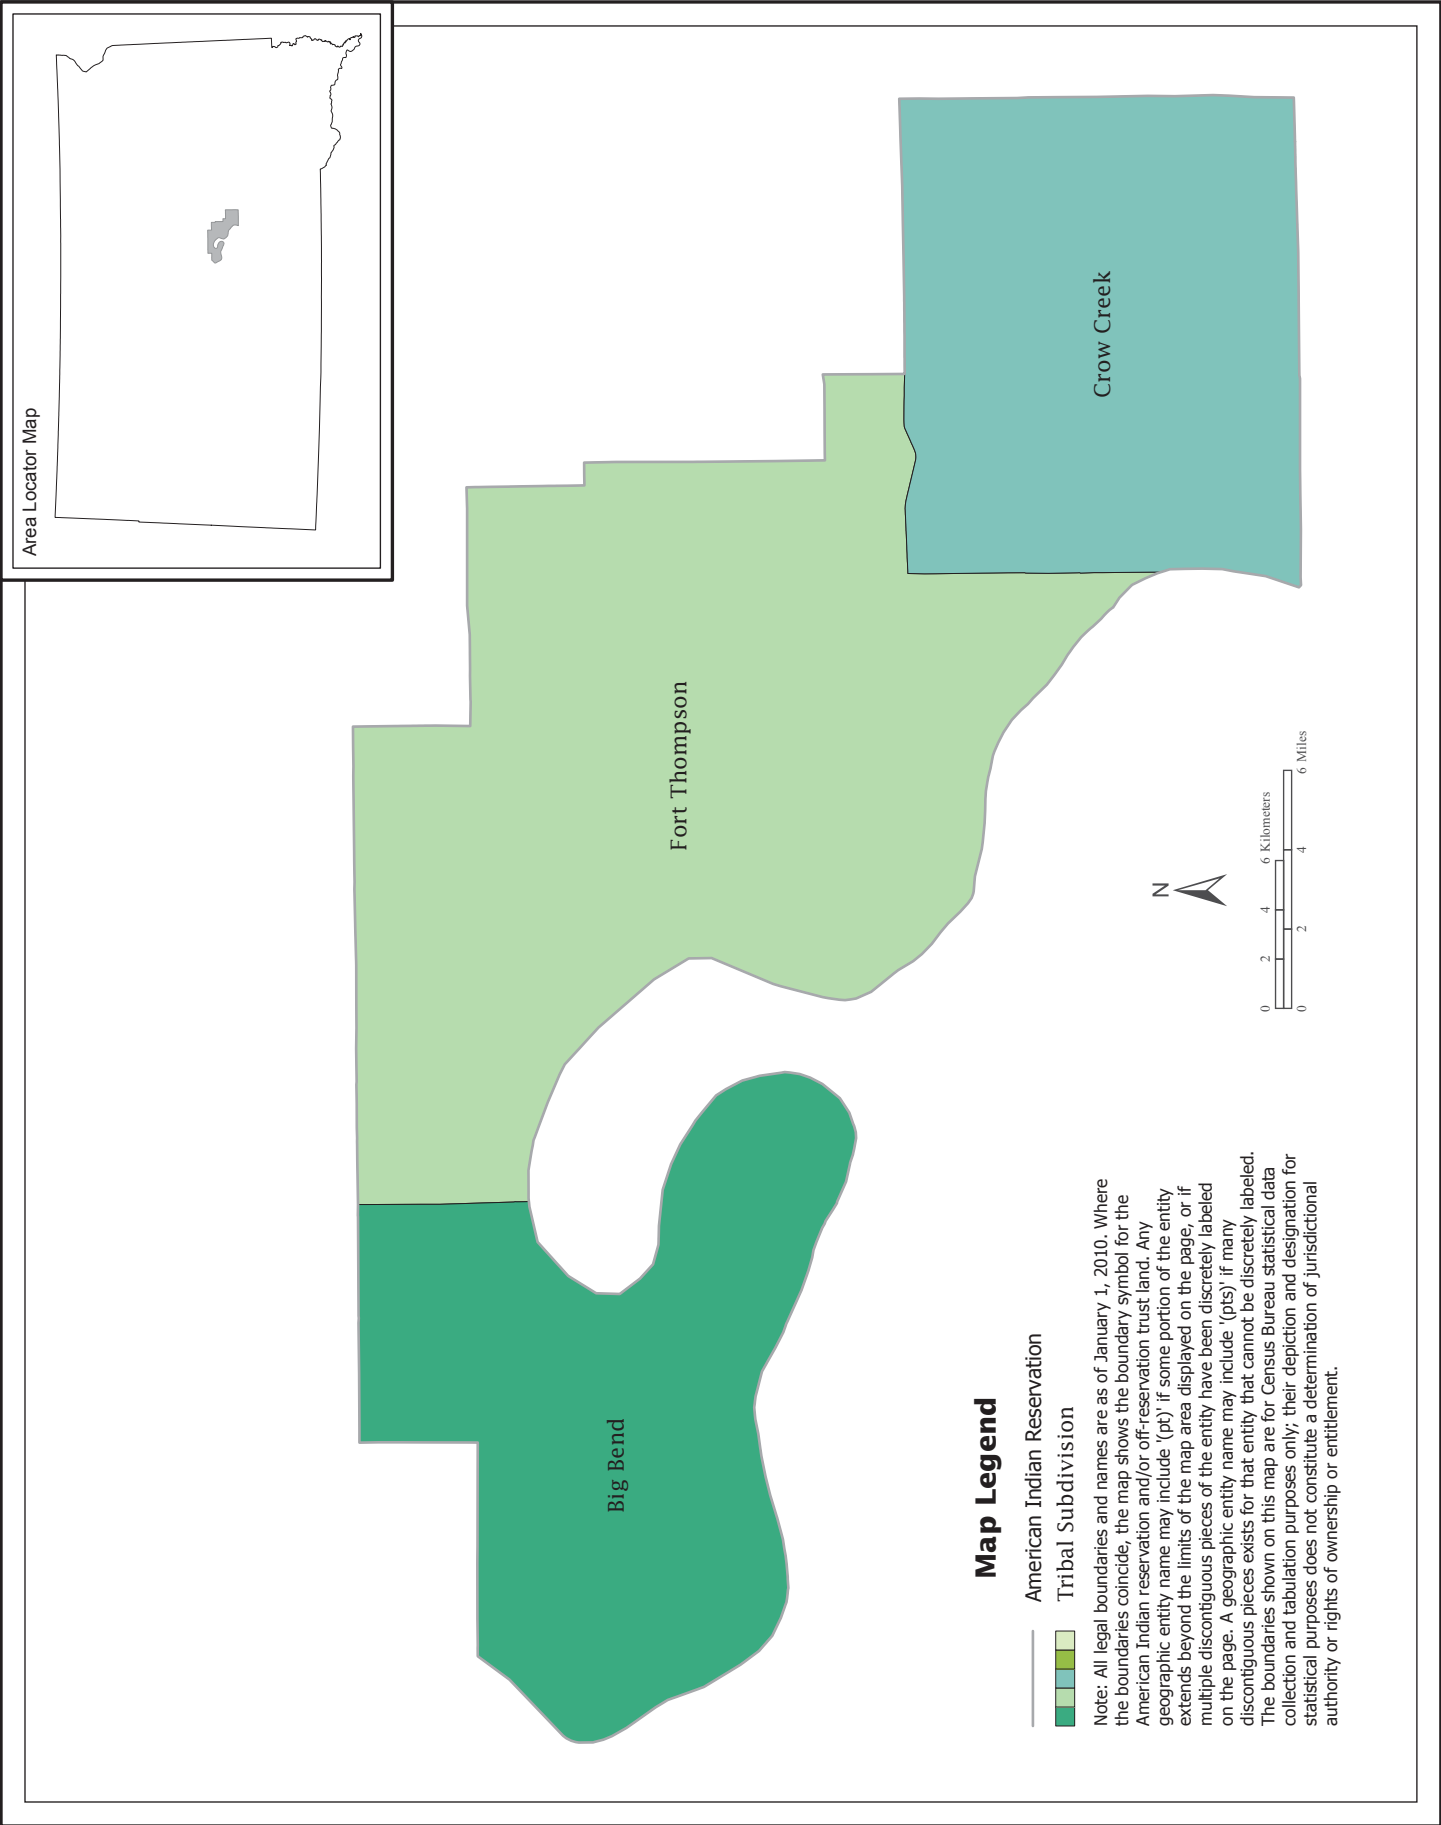 Area Locator Map
Big Bend
Fort Thompson
Crow Creek
Map Legend
American Indian Reservation
Tribal Subdivision
Note: All legal boundaries and names are as of January 1, 2010. Where
the boundaries coincide, the map shows the boundary symbol for the
American Indian reservation and/or off-reservation trust land. Any
geographic entity name may include '(pt)' if some portion of the entity
extends beyond the limits of the map area displayed on the page, or if
multiple discontiguous pieces of the entity have been discretely labeled
on the page. A geographic entity name may include '(pts)' if many
discontiguous pieces exists for that entity that cannot be discretely labeled.
The boundaries shown on this map are for Census Bureau statistical data
collection and tabulation purposes only; their depiction and designation for
statistical purposes does not constitute a determination of jurisdictional
authority or rights of ownership or entitlement.
N
0 2 4 6 Kilometers
0 2 4 6 Miles